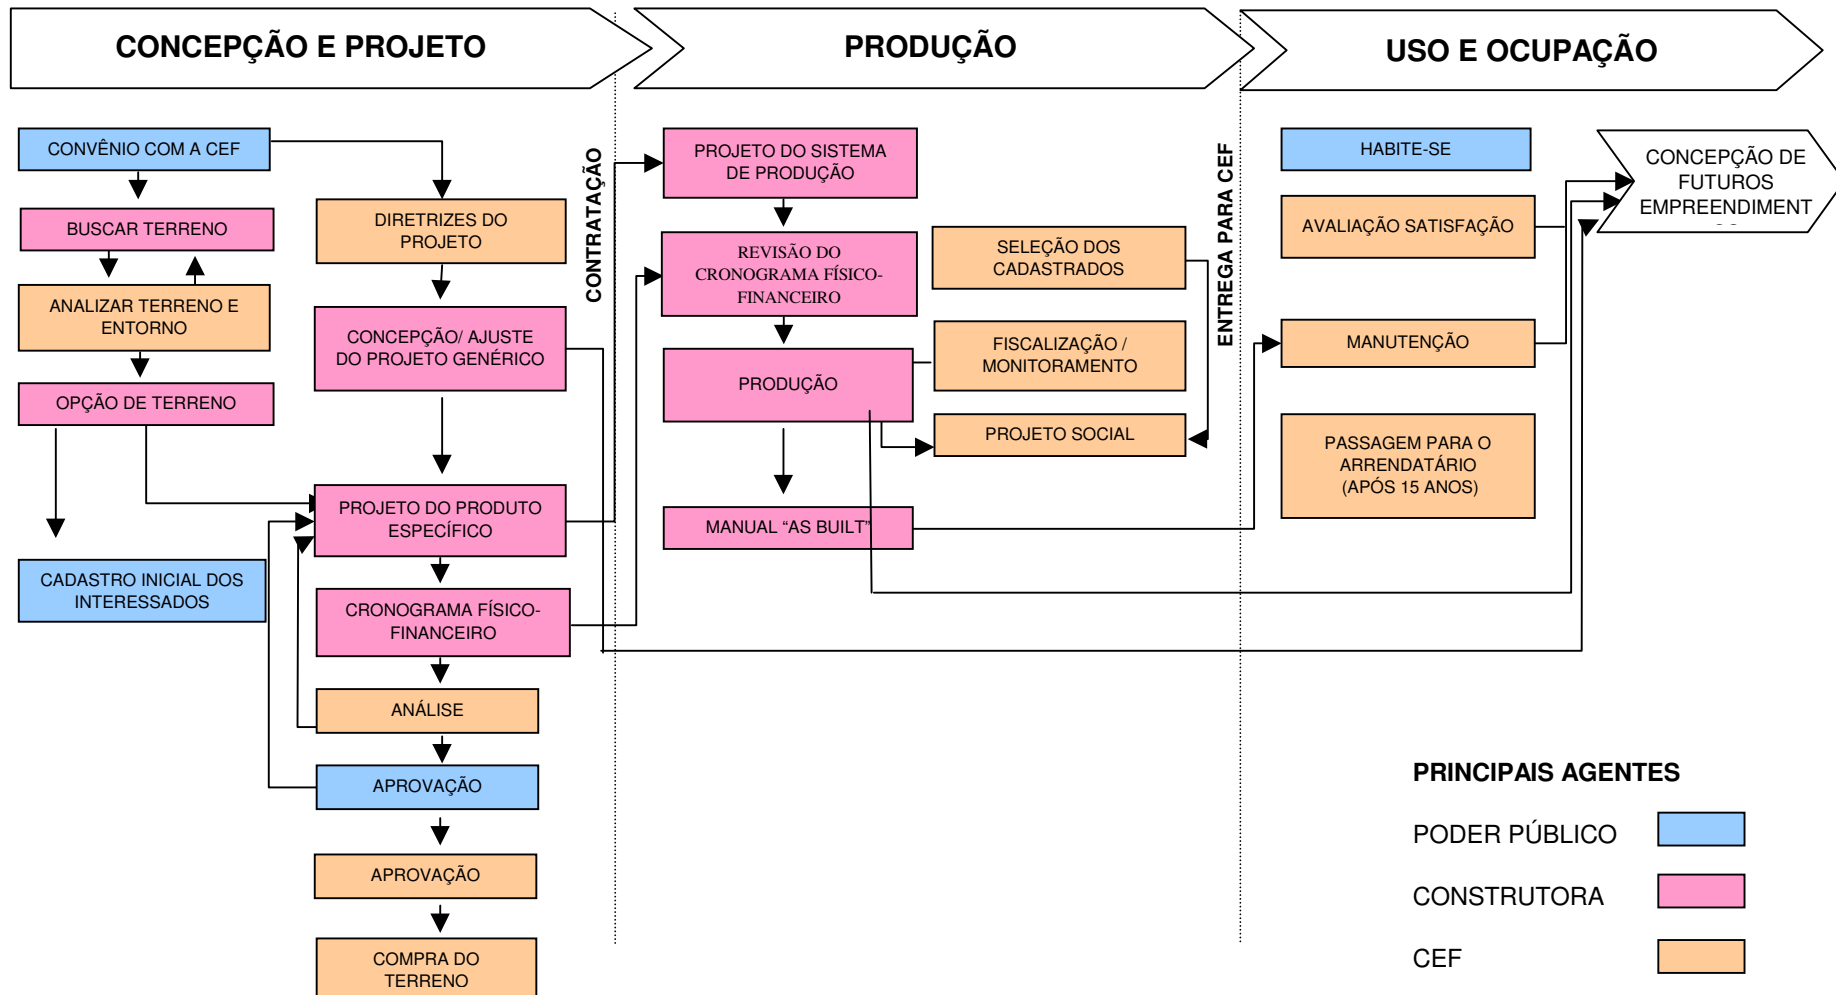 CONCEPÇÃO E PROJETO
PRODUÇÃO
USO E OCUPAÇÃO
CONVÊNIO COM A CEF
BUSCAR TERRENO
ANALIZAR TERRENO E
ENTORNO
OPÇÃO DE TERRENO
CADASTRO INICIAL DOS
INTERESSADOS
DIRETRIZES DO
PROJETO
CONCEPÇÃO/ AJUSTE
DO PROJETO GENÉRICO
PROJETO DO PRODUTO
ESPECÍFICO
CRONOGRAMA FÍSICO-
FINANCEIRO
ANÁLISE
APROVAÇÃO
APROVAÇÃO
COMPRA DO
TERRENO
CONTRATAÇÃO
PROJETO DO SISTEMA
DE PRODUÇÃO
REVISÃO DO
CRONOGRAMA FÍSICO-
FINANCEIRO
PRODUÇÃO
MANUAL “AS BUILT”
SELEÇÃO DOS
CADASTRADOS
FISCALIZAÇÃO /
MONITORAMENTO
PROJETO SOCIAL
ENTREGA PARA CEF
HABITE-SE
AVALIAÇÃO SATISFAÇÃO
MANUTENÇÃO
PASSAGEM PARA O
ARRENDATÁRIO
(APÓS 15 ANOS)
CONCEPÇÃO DE
FUTUROS
EMPREENDIMENT
PRINCIPAIS AGENTES
PODER PÚBLICO
CONSTRUTORA
CEF